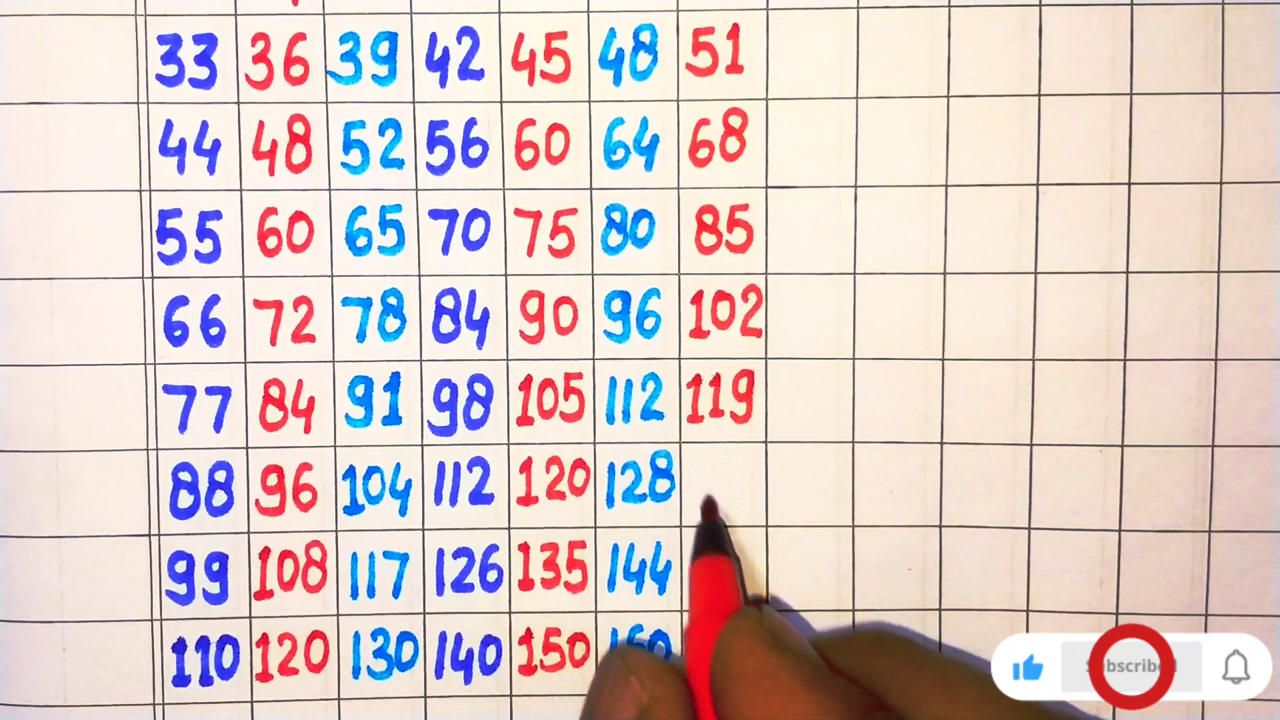 33 36 39 42 45 48 51
44 48 52 56 60 64 68
55 60 65 70 75 80 85
66 72 78 84 90 96 102
77 84 91 98 105 112 119
88 96 104 112 120 128
99 108 117 126 135 144
110 120 130 140 150 160
Subscribed